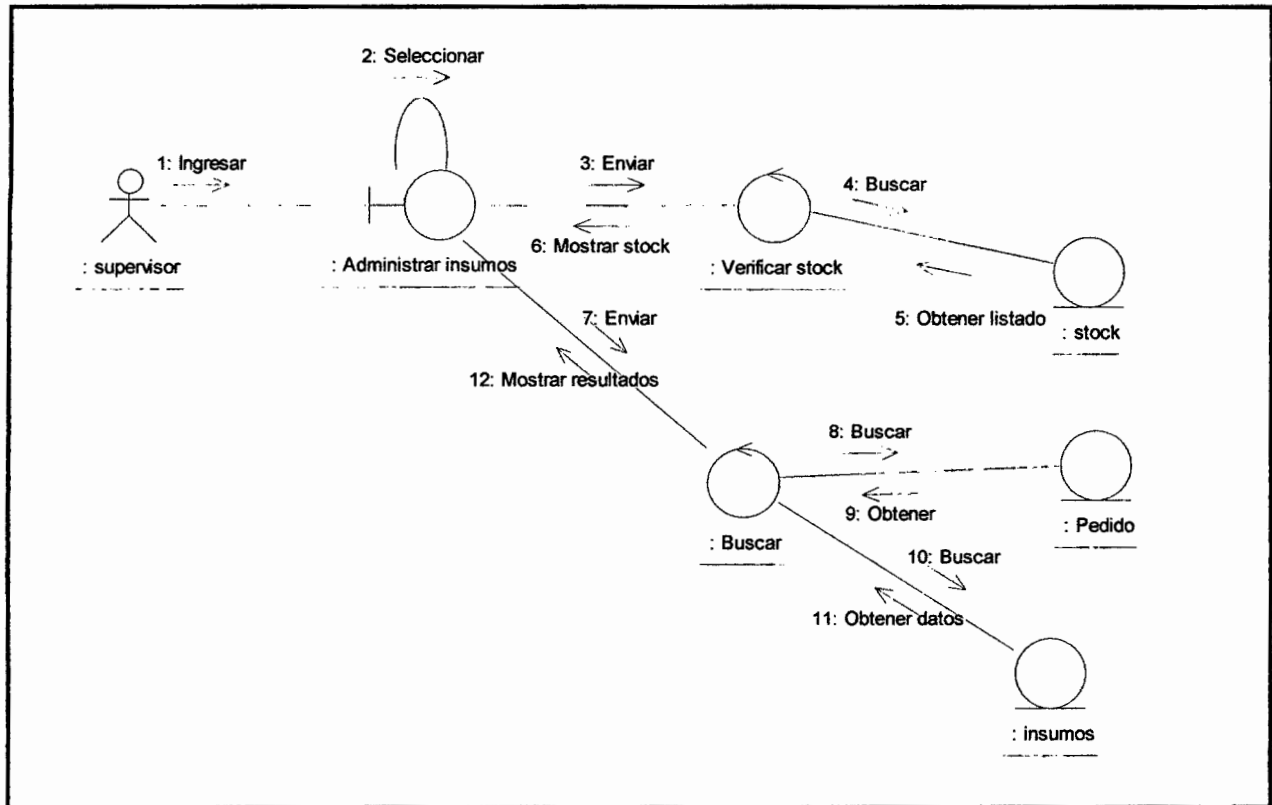 2: Seleccionar
1: Ingresar
3: Enviar
4: Buscar
6: Mostrar stock
: supervisor
: Administrar insumos
: Verificar stock
5: Obtener listado
: stock
7: Enviar
12: Mostrar resultados
8: Buscar
9: Obtener
: Pedido
: Buscar
10: Buscar
11: Obtener datos
: insumos